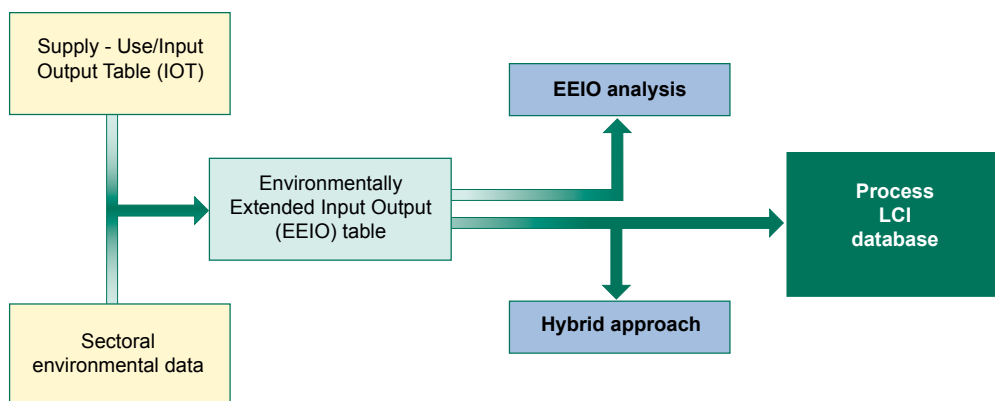 Supply - Use/Input
Output Table (IOT)
EEIO analysis
Environmentally
Extended Input Output
(EEIO) table
Process
LCI
database
Hybrid approach
Sectoral
environmental data